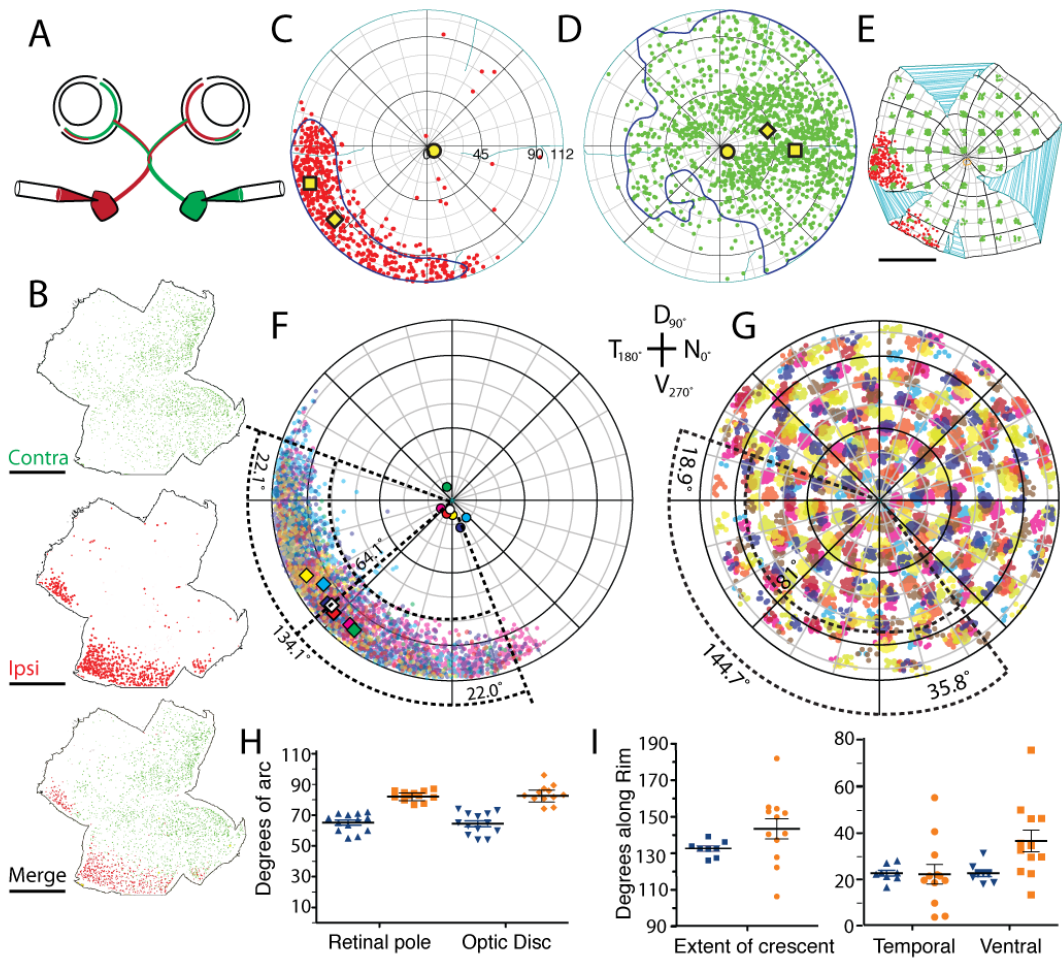 A
C
D
E
0 45 90 112
B
Contra
Ipsi
Merge
F
D90°
T180° N0°
V270°
G
22.1°
64.1°
134.1°
22.0°
18.9°
144.7°
35.8°
H
Degrees of arc
110
90
70
50
30
10
Retinal pole Optic Disc
I
Degrees along Rim
190
170
150
130
110
90
Extent of crescent
80
60
40
20
0
Temporal Ventral